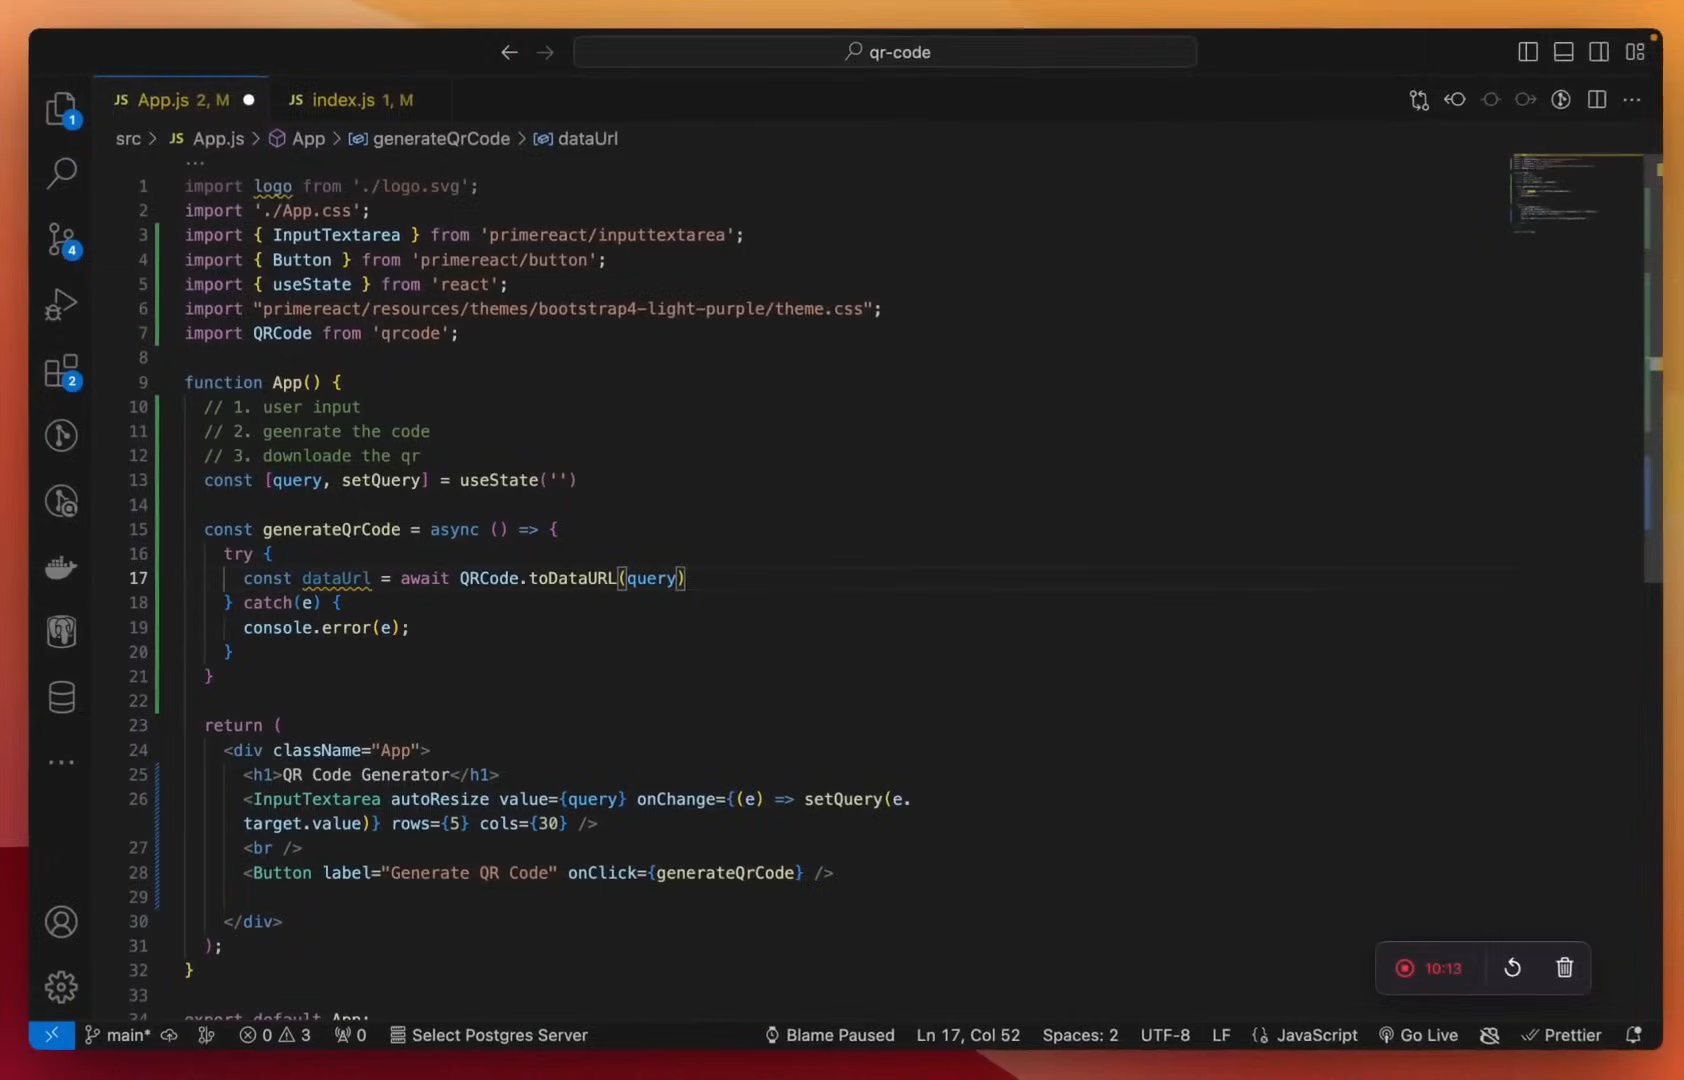 qr-code
JS App.js 2, M
JS index.js 1, M
src > JS App.js > App > generateQrCode > dataUrl
...
1 import logo from './logo.svg';
2 import './App.css';
3 import { InputTextarea } from 'primereact/inputtextarea';
4 import { Button } from 'primereact/button';
5 import { useState } from 'react';
6 import "primereact/resources/themes/bootstrap4-light-purple/theme.css";
7 import QRCode from 'qrcode';
8
9 function App() {
10 // 1. user input
11 // 2. geenrate the code
12 // 3. downloade the qr
13 const [query, setQuery] = useState('')
14
15 const generateQrCode = async () => {
16 try {
17 const dataUrl = await QRCode.toDataURL(query)
18 } catch(e) {
19 console.error(e);
20 }
21 }
22
23 return (
24 <div className="App">
25 <h1>QR Code Generator</h1>
26 <InputTextarea autoResize value={query} onChange={(e) => setQuery(e.
target.value)} rows={5} cols={30} />
27 <br />
28 <Button label="Generate QR Code" onClick={generateQrCode} />
29
30 </div>
31 );
32 }
33
34 export default App;
1
4
2
10:13
main* 0 3 0 Select Postgres Server Blame Paused Ln 17, Col 52 Spaces: 2 UTF-8 LF {} JavaScript Go Live Prettier